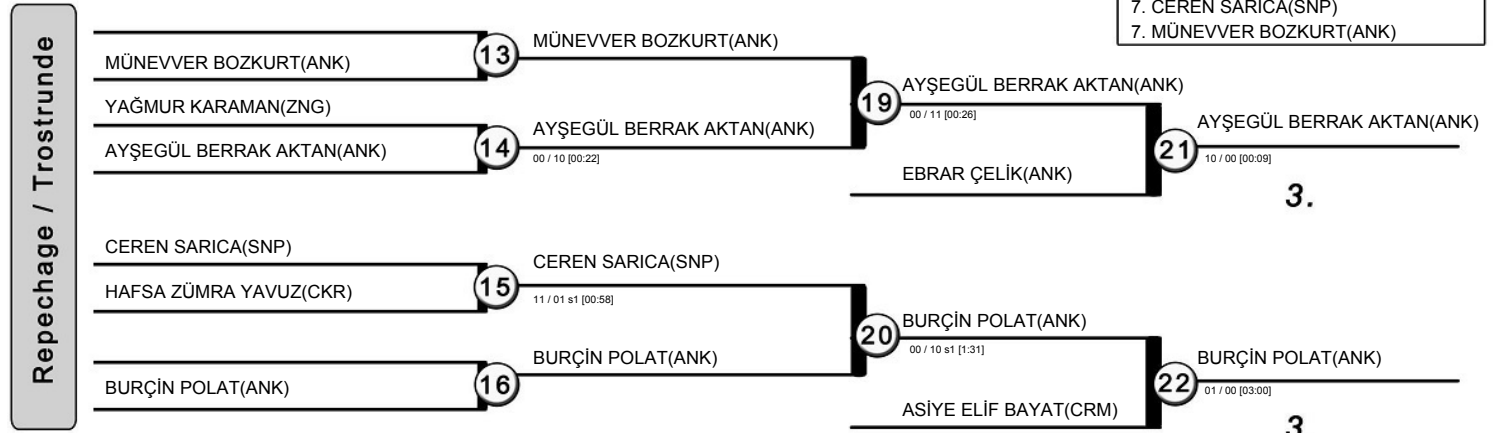 7. CEREN SARICA(SNP)
7. MÜNEVVER BOZKURT(ANK)
Repechage / Trostrunde
MÜNEVVER BOZKURT(ANK)
13
MÜNEVVER BOZKURT(ANK)
YAĞMUR KARAMAN(ZNG)
AYŞEGÜL BERRAK AKTAN(ANK)
14
AYŞEGÜL BERRAK AKTAN(ANK)
00 / 10 [00:22]
19
AYŞEGÜL BERRAK AKTAN(ANK)
00 / 11 [00:26]
EBRAR ÇELİK(ANK)
21
AYŞEGÜL BERRAK AKTAN(ANK)
10 / 00 [00:09]
3.
CEREN SARICA(SNP)
HAFSA ZÜMRA YAVUZ(CKR)
15
CEREN SARICA(SNP)
11 / 01 s1 [00:58]
BURÇİN POLAT(ANK)
16
BURÇİN POLAT(ANK)
20
BURÇİN POLAT(ANK)
00 / 10 s1 [1:31]
ASİYE ELİF BAYAT(CRM)
22
BURÇİN POLAT(ANK)
01 / 00 [03:00]
3